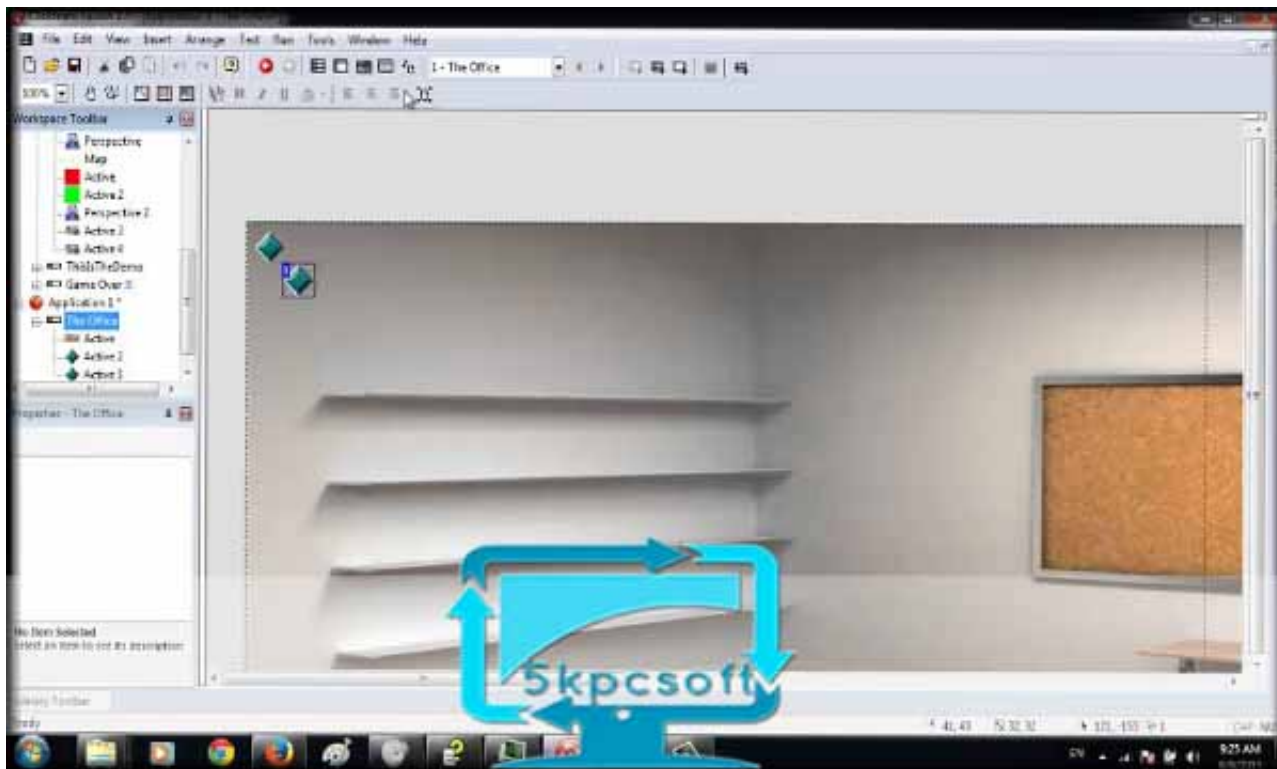 File Edit View Insert Arrange Text Run Tools Window Help
1 - The Office
100%
Workspace Toolbar
Perspective
Map
Active
Active 2
Perspective 2
Active 3
Active 4
ThisIsTheDemo
Game Over
Application 1 *
The Office
Active
Active 2
Active 3
Properties - The Office
No Item Selected
Select an item to see its description
Library Toolbar
Ready
5kpcsoft
EN
9:25 AM